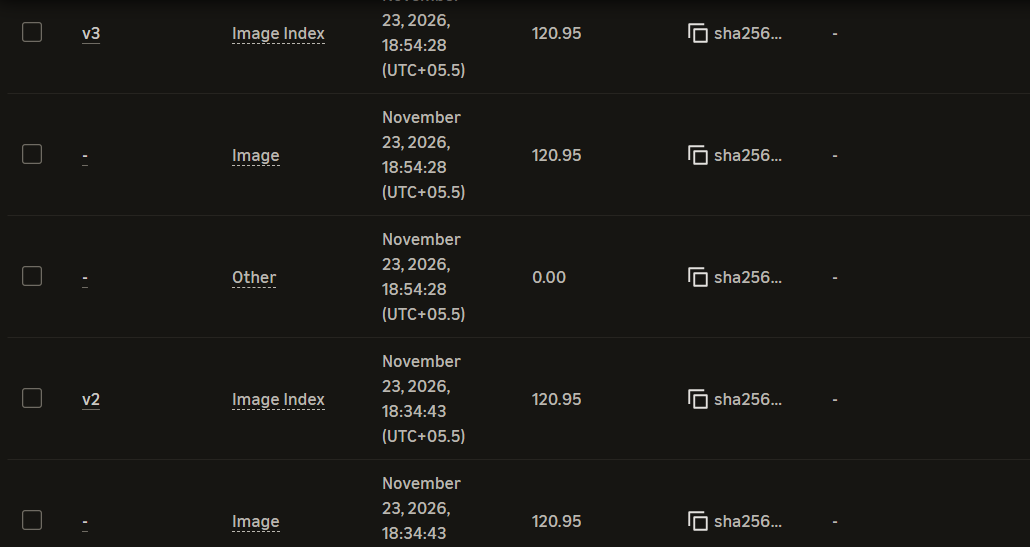 November
v3 Image Index 23, 2026, 120.95 sha256... -
18:54:28
(UTC+05.5)
November
- Image 23, 2026, 120.95 sha256... -
18:54:28
(UTC+05.5)
November
- Other 23, 2026, 0.00 sha256... -
18:54:28
(UTC+05.5)
November
v2 Image Index 23, 2026, 120.95 sha256... -
18:34:43
(UTC+05.5)
November
- Image 23, 2026, 120.95 sha256... -
18:34:43